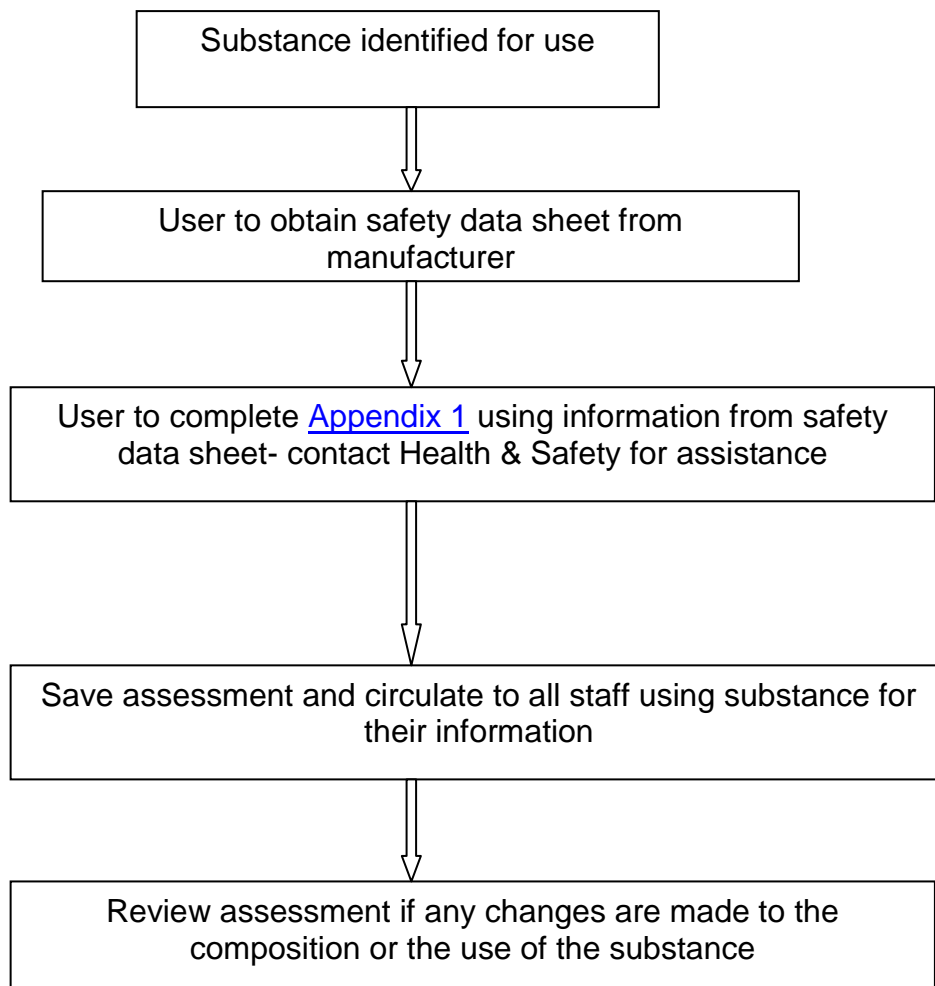 Substance identified for use
User to obtain safety data sheet from
manufacturer
User to complete Appendix 1 using information from safety
data sheet- contact Health & Safety for assistance
Save assessment and circulate to all staff using substance for
their information
Review assessment if any changes are made to the
composition or the use of the substance